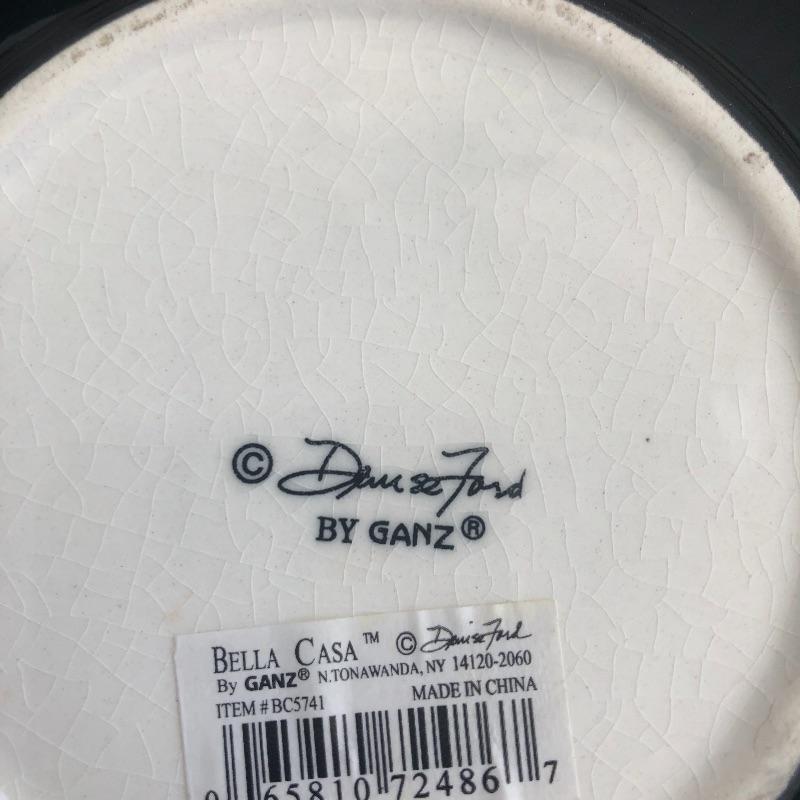 © Denise Ford
BY GANZ®
BELLA CASA™ © Denise Ford
By GANZ® N.TONAWANDA, NY 14120-2060
ITEM # BC5741 MADE IN CHINA
0 65810 72486 7